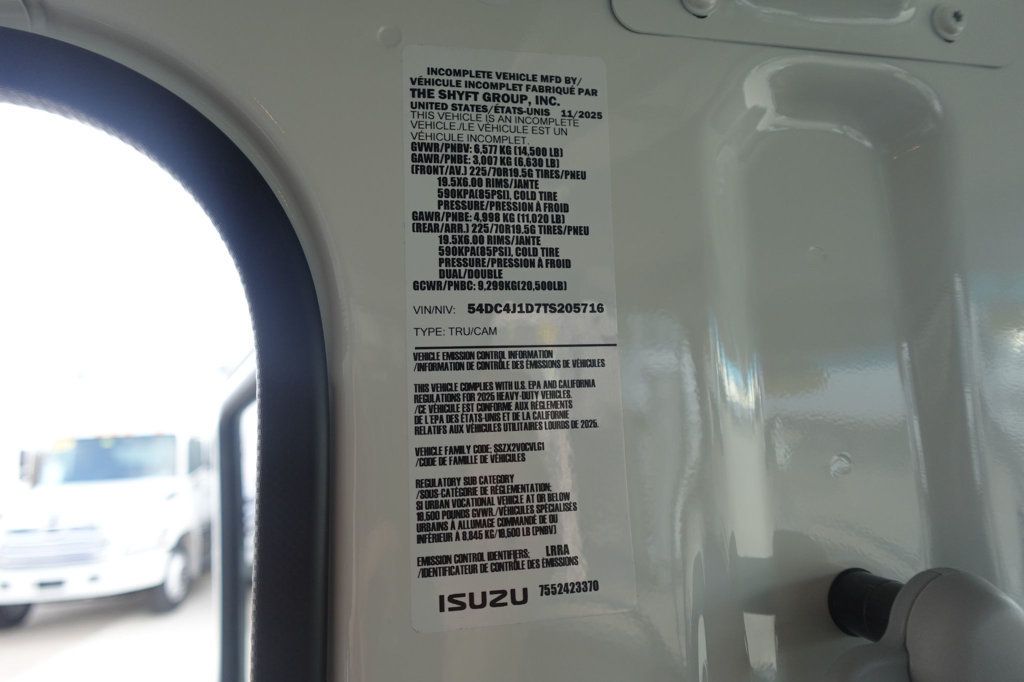 INCOMPLETE VEHICLE MFD BY/
VÉHICULE INCOMPLET FABRIQUÉ PAR
THE SHYFT GROUP, INC.
UNITED STATES/ÉTATS-UNIS 11/2025
THIS VEHICLE IS AN INCOMPLETE
VEHICLE./LE VÉHICULE EST UN
VÉHICULE INCOMPLET.
GVWR/PNBV: 6,577 KG (14,500 LB)
GAWR/PNBE: 3,007 KG (6,630 LB)
(FRONT/AV.) 225/70R19.5G TIRES/PNEU
19.5X6.00 RIMS/JANTE
590KPA(85PSI), COLD TIRE
PRESSURE/PRESSION À FROID
GAWR/PNBE: 4,998 KG (11,020 LB)
(REAR/ARR.) 225/70R19.5G TIRES/PNEU
19.5X6.00 RIMS/JANTE
590KPA(85PSI), COLD TIRE
PRESSURE/PRESSION À FROID
DUAL/DOUBLE
GCWR/PNBC: 9,299KG(20,500LB)
VIN/NIV: 54DC4J1D7TS205716
TYPE: TRU/CAM
VEHICLE EMISSION CONTROL INFORMATION
/INFORMATION DE CONTRÔLE DES ÉMISSIONS DE VÉHICULES
THIS VEHICLE COMPLIES WITH U.S. EPA AND CALIFORNIA
REGULATIONS FOR 2025 HEAVY-DUTY VEHICLES.
/CE VÉHICULE EST CONFORME AUX RÈGLEMENTS
DE L'EPA DES ÉTATS-UNIS ET DE LA CALIFORNIE
RELATIFS AUX VÉHICULES UTILITAIRES LOURDS DE 2025.
VEHICLE FAMILY CODE: SSZX2VOCVLG1
/CODE DE FAMILLE DE VÉHICULES
REGULATORY SUB CATEGORY
/SOUS-CATÉGORIE DE RÉGLEMENTATION:
SI URBAN VOCATIONAL VEHICLE AT OR BELOW
19,500 POUNDS GVWR./VÉHICULES SPÉCIALISÉS
URBAINS À ALLUMAGE COMMANDÉ DE OU
INFÉRIEUR À 8,845 KG/19,500 LB (PNBV)
EMISSION CONTROL IDENTIFIERS: LRRA
/IDENTIFICATEUR DE CONTRÔLE DES ÉMISSIONS
ISUZU 7552423370